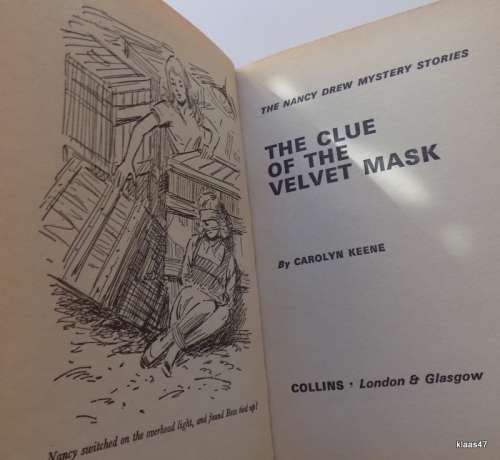 Nancy switched on the overhead light, and found Bess tied up!
THE NANCY DREW MYSTERY STORIES
THE CLUE
OF THE
VELVET MASK
By CAROLYN KEENE
COLLINS · London & Glasgow
klaas47